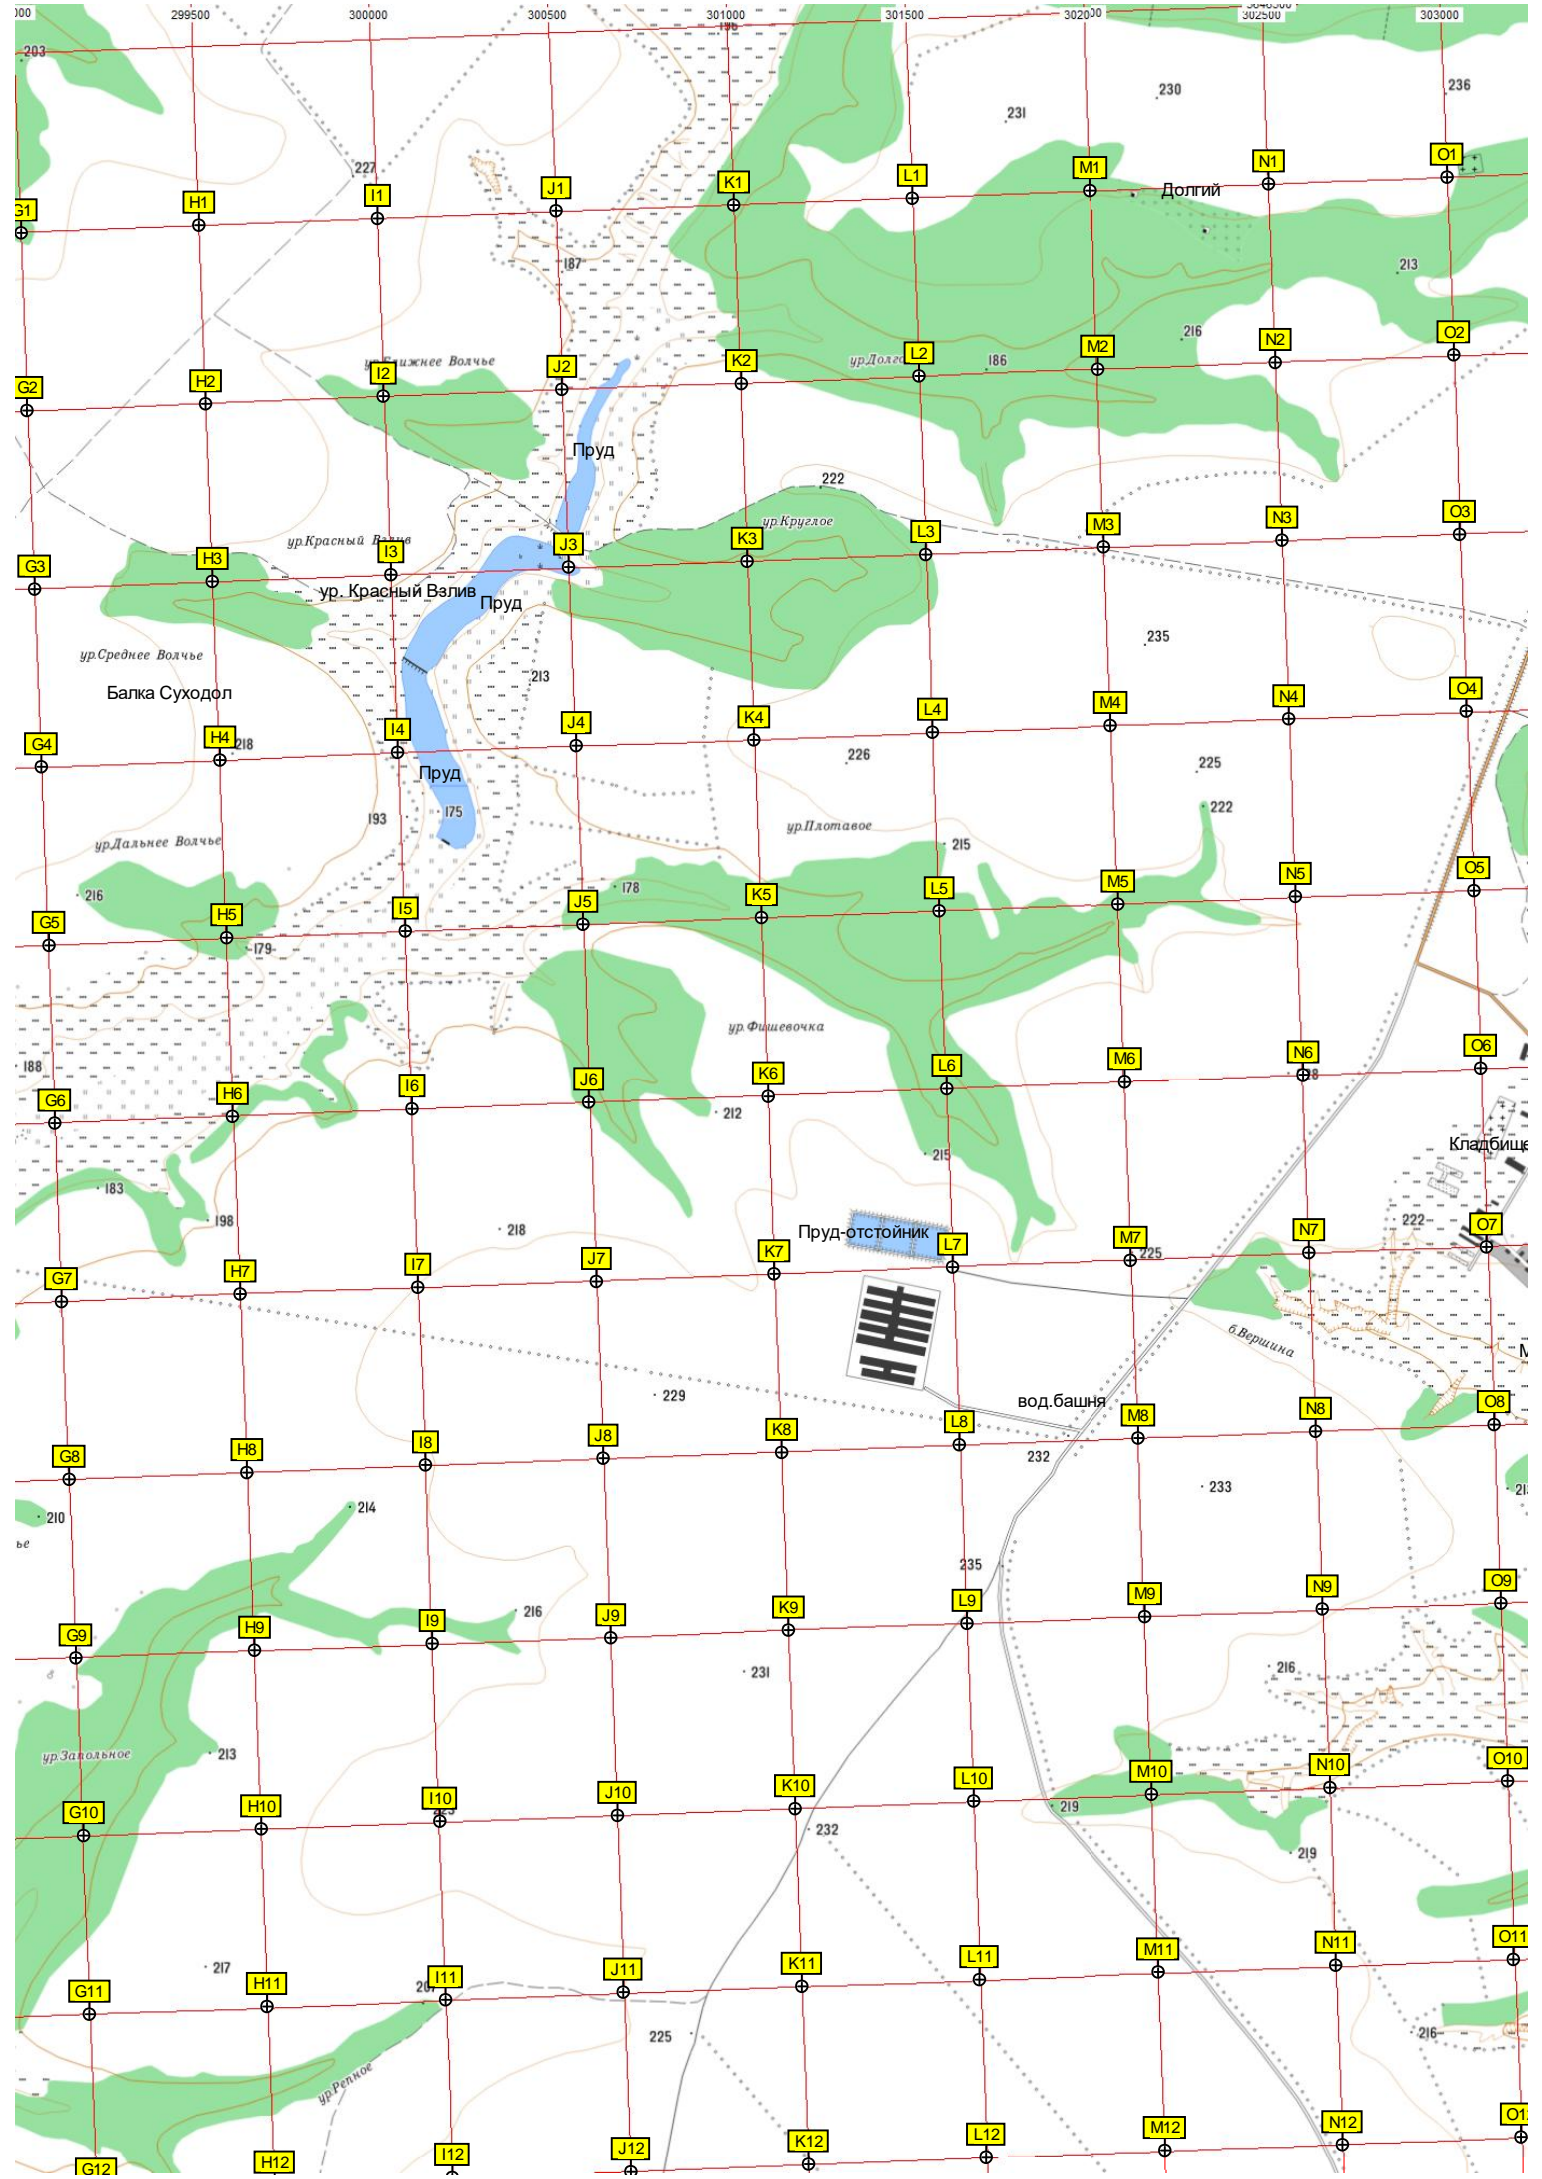 299500 300000 300500 301000 301500 302000 302500 303000
203
196
230
236
231
227
G1 H1 I1 J1 K1 L1 M1 N1 O1
Долгий
187
213
216
ур.Ближнее Волчье
ур.Долгое
186
G2 H2 I2 J2 K2 L2 M2 N2 O2
Пруд
222
ур.Круглое
ур.Красный Взлив
G3 H3 I3 J3 K3 L3 M3 N3 O3
ур. Красный Взлив
Пруд
235
ур.Среднее Волчье
213
Балка Суходол
G4 H4 I4 J4 K4 L4 M4 N4 O4
218
226
225
Пруд
175
222
193
ур.Плотавое
ур.Дальнее Волчье
215
216
178
G5 H5 I5 J5 K5 L5 M5 N5 O5
179
ур.Фишевочка
188
G6 H6 I6 J6 K6 L6 M6 N6 O6
212
Кладбище
215
183
198
218
222
Пруд-отстойник
G7 H7 I7 J7 K7 L7 M7 N7 O7
225
б.Вершина
229
вод.башня
G8 H8 I8 J8 K8 L8 M8 N8 O8
232
233
214
210
ье
235
216
G9 H9 I9 J9 K9 L9 M9 N9 O9
231
216
ур.Запольное
213
G10 H10 I10 J10 K10 L10 M10 N10 O10
219
232
219
217
G11 H11 I11 J11 K11 L11 M11 N11 O11
207
225
216
ур.Репное
G12 H12 I12 J12 K12 L12 M12 N12